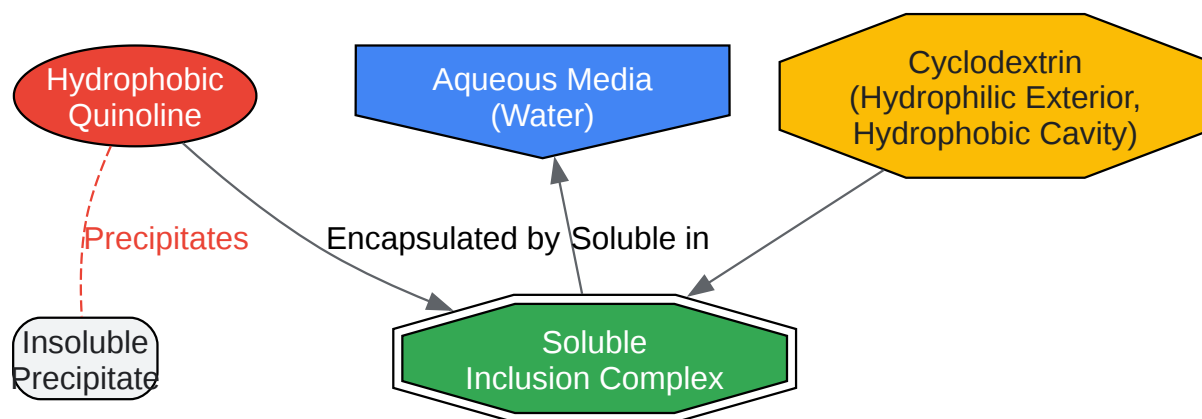 Hydrophobic
Quinoline
Aqueous Media
(Water)
Cyclodextrin
(Hydrophilic Exterior,
Hydrophobic Cavity)
Precipitates
Encapsulated by
Soluble in
Insoluble
Precipitate
Soluble
Inclusion Complex